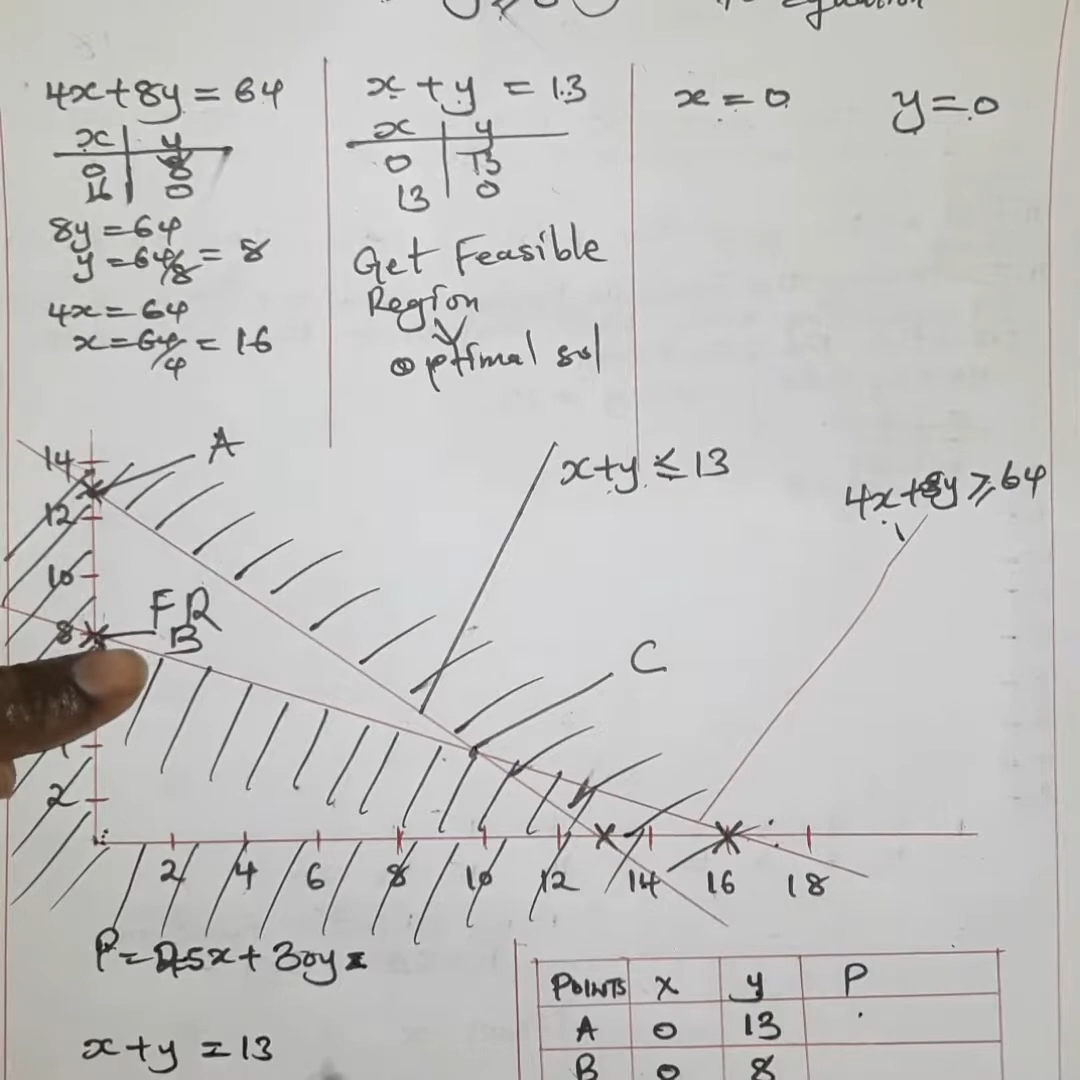 equation
4x+8y=64
x | y
0 | 8
16 | 0
8y=64
y=64/8=8
4x=64
x=64/4=16
x+y=13
x | y
0 | 13
13 | 0
Get Feasible
Region
optimal sol
x=0 y=0
14
12
10
8
2
A
FR
B
C
x+y≤13
4x+8y≥64
2 4 6 8 10 12 14 16 18
x+y=13
POINTS x y P
A 0 13
B 0 8